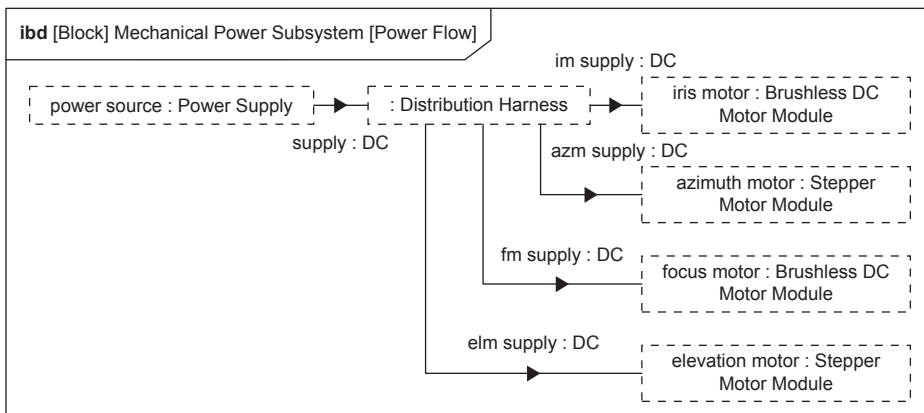 ibd [Block] Mechanical Power Subsystem [Power Flow]
im supply : DC
power source : Power Supply
: Distribution Harness
iris motor : Brushless DC
Motor Module
supply : DC
azm supply : DC
azimuth motor : Stepper
Motor Module
fm supply : DC
focus motor : Brushless DC
Motor Module
elm supply : DC
elevation motor : Stepper
Motor Module